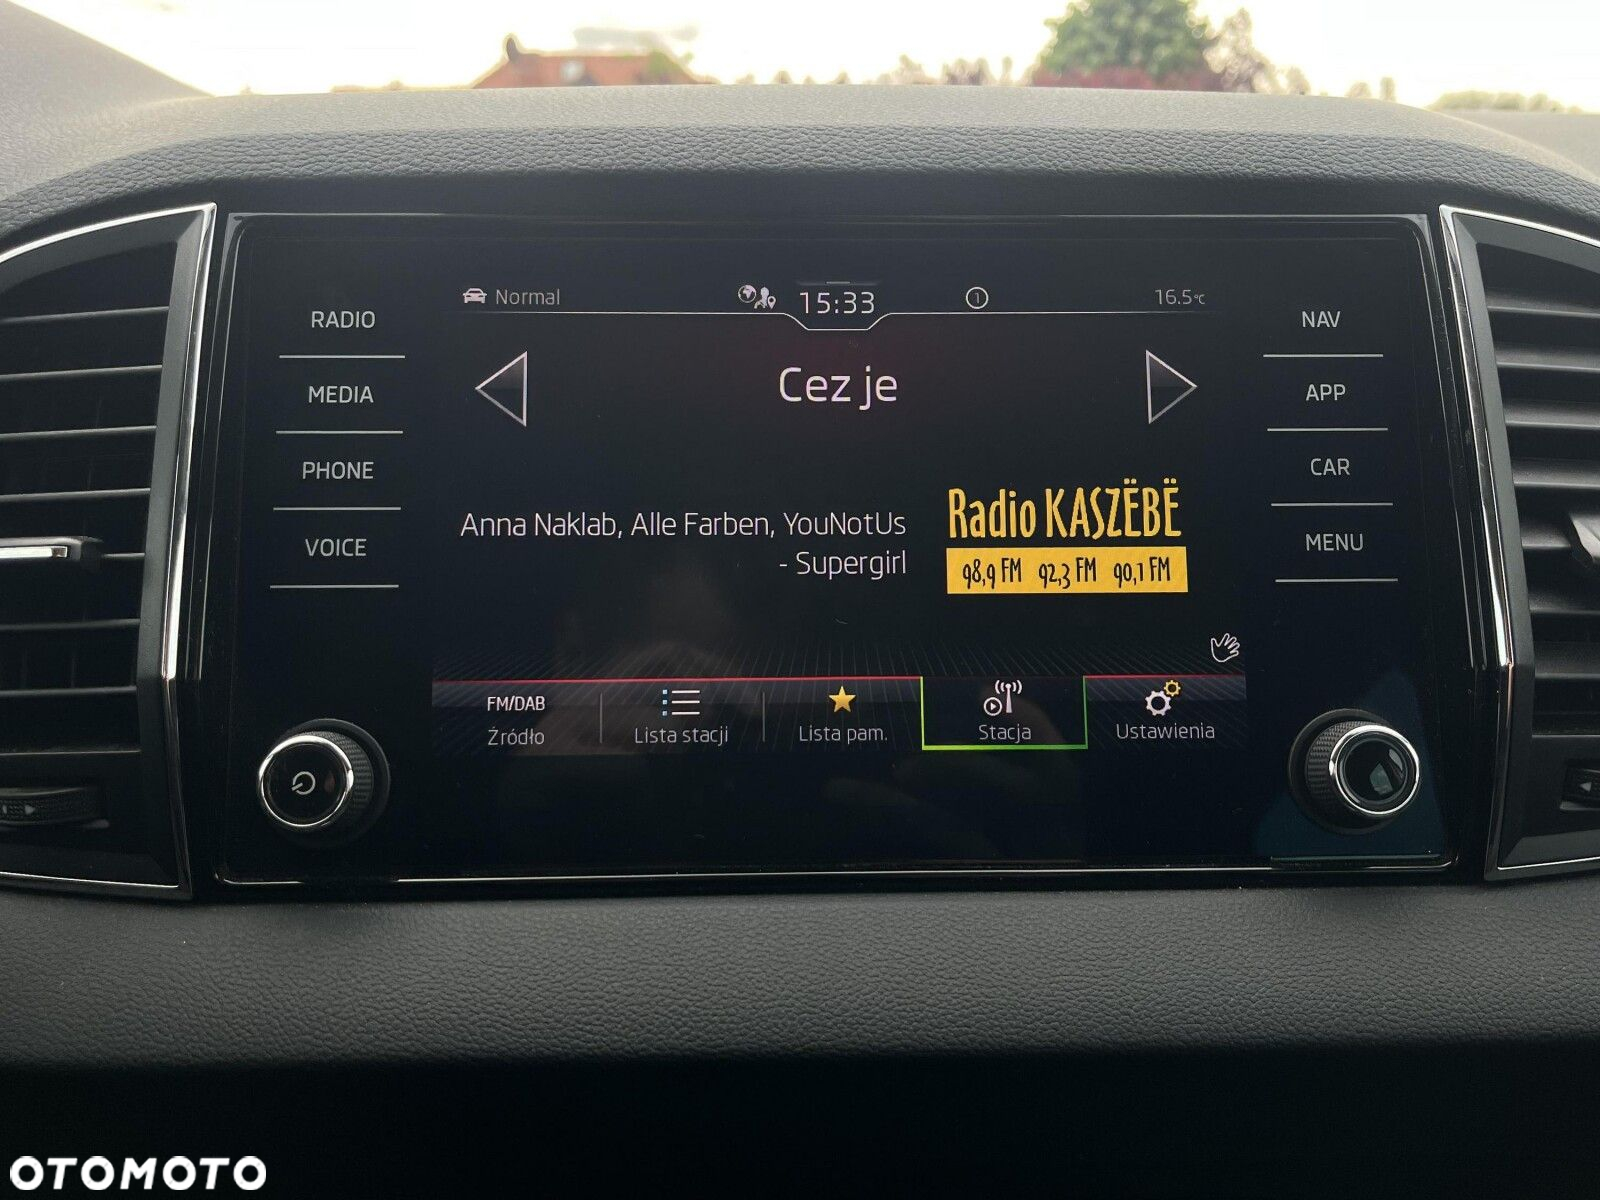 Normal
15:33
1
16.5°C
RADIO
MEDIA
PHONE
VOICE
Cez je
Anna Naklab, Alle Farben, YouNotUs
- Supergirl
Radio KASZËBË
98,9 FM 92,3 FM 90,1 FM
NAV
APP
CAR
MENU
FM/DAB
Źródło
Lista stacji
Lista pam.
Stacja
Ustawienia
OTOMOTO